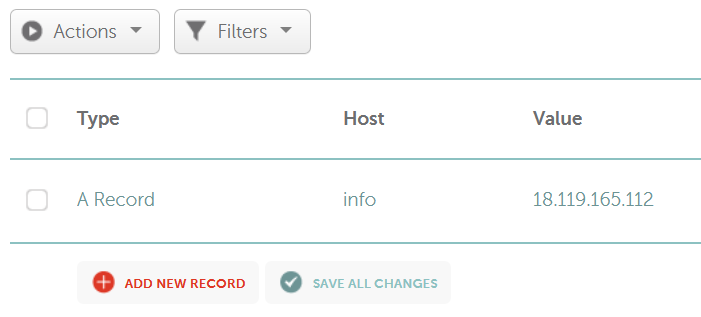 Actions Filters
Type Host Value
A Record info 18.119.165.112
ADD NEW RECORD SAVE ALL CHANGES